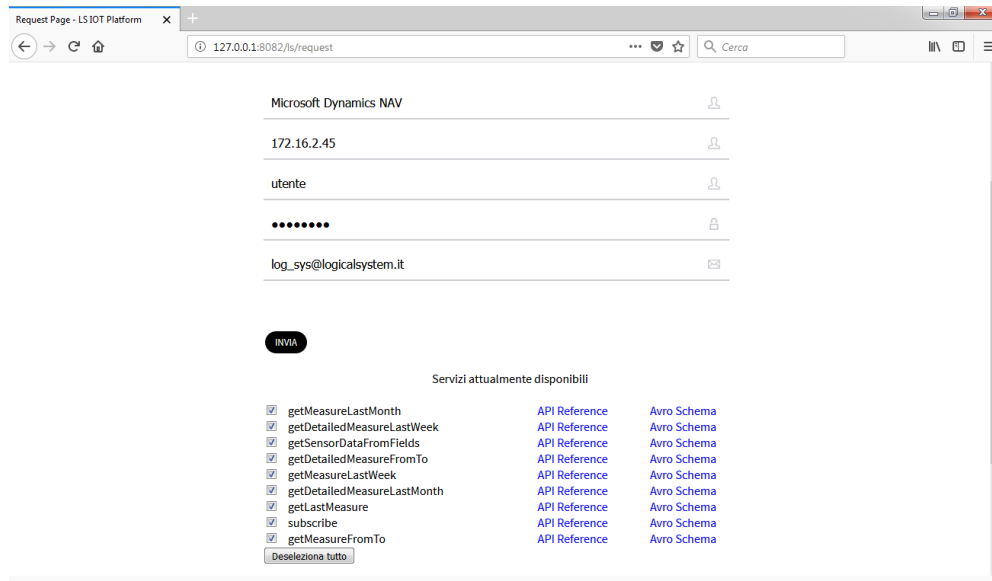 Request Page - LS IOT Platform
127.0.0.1:8082/ls/request
Cerca
Microsoft Dynamics NAV
172.16.2.45
utente
••••••••
log_sys@logicalsystem.it
INVIA
Servizi attualmente disponibili
getMeasureLastMonth API Reference Avro Schema
getDetailedMeasureLastWeek API Reference Avro Schema
getSensorDataFromFields API Reference Avro Schema
getDetailedMeasureFromTo API Reference Avro Schema
getMeasureLastWeek API Reference Avro Schema
getDetailedMeasureLastMonth API Reference Avro Schema
getLastMeasure API Reference Avro Schema
subscribe API Reference Avro Schema
getMeasureFromTo API Reference Avro Schema
Deseleziona tutto